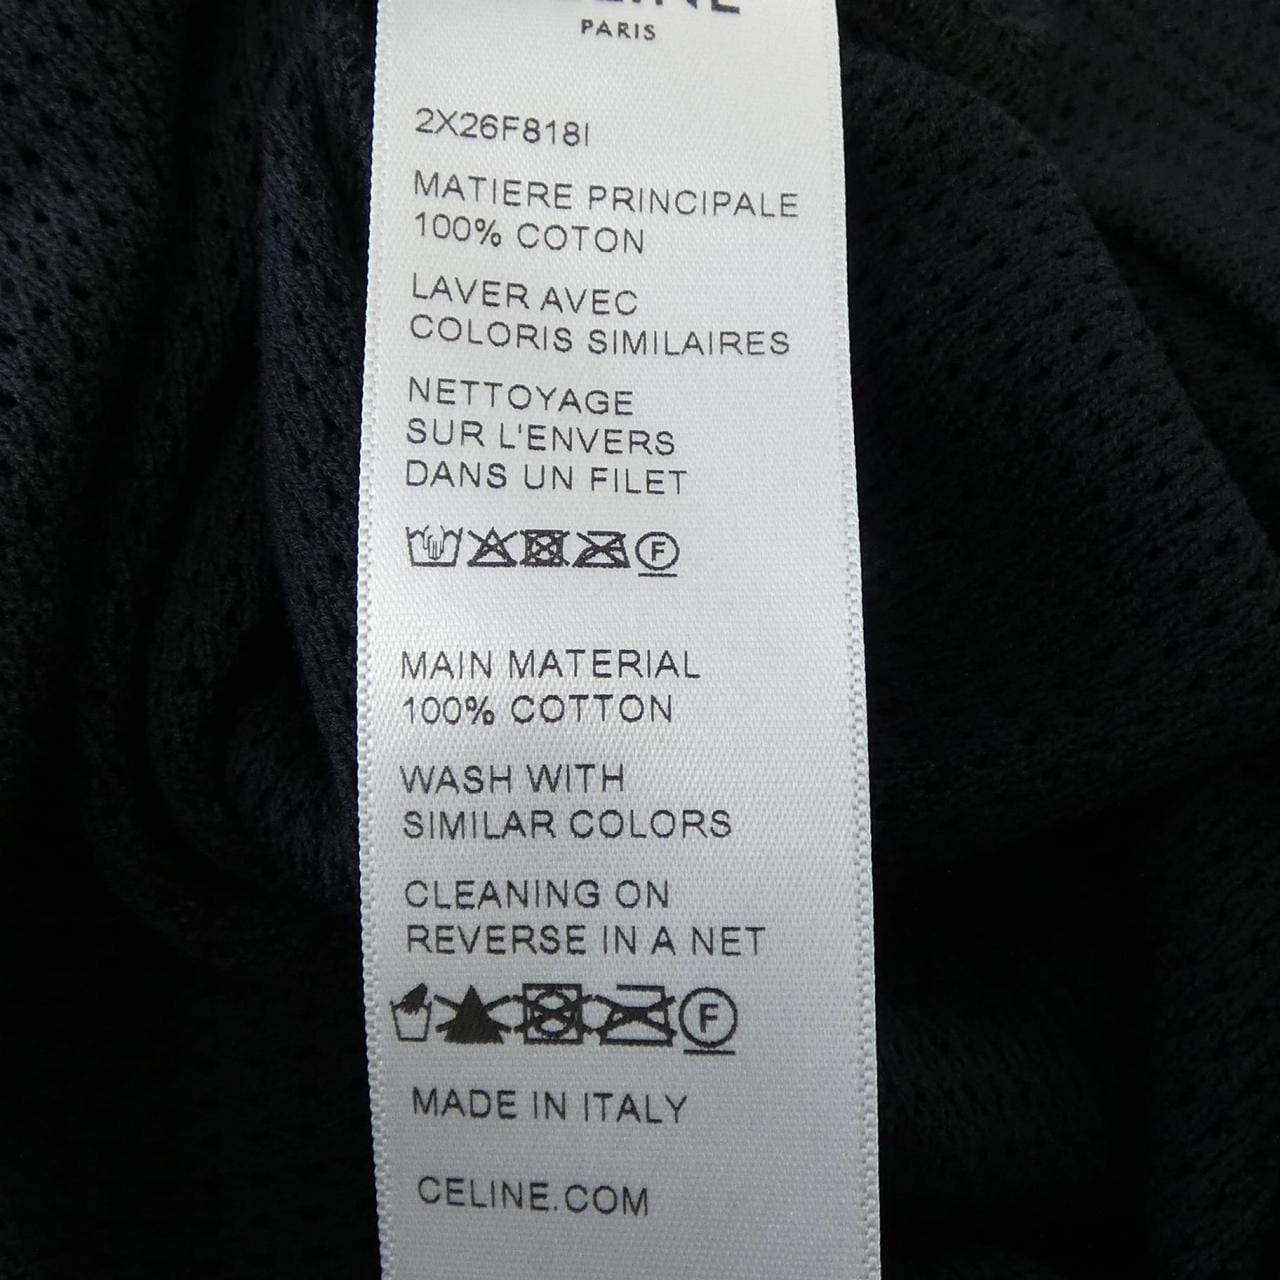 CELINE
PARIS
2X26F818I
MATIERE PRINCIPALE
100% COTON
LAVER AVEC
COLORIS SIMILAIRES
NETTOYAGE
SUR L'ENVERS
DANS UN FILET
F
MAIN MATERIAL
100% COTTON
WASH WITH
SIMILAR COLORS
CLEANING ON
REVERSE IN A NET
F
MADE IN ITALY
CELINE.COM